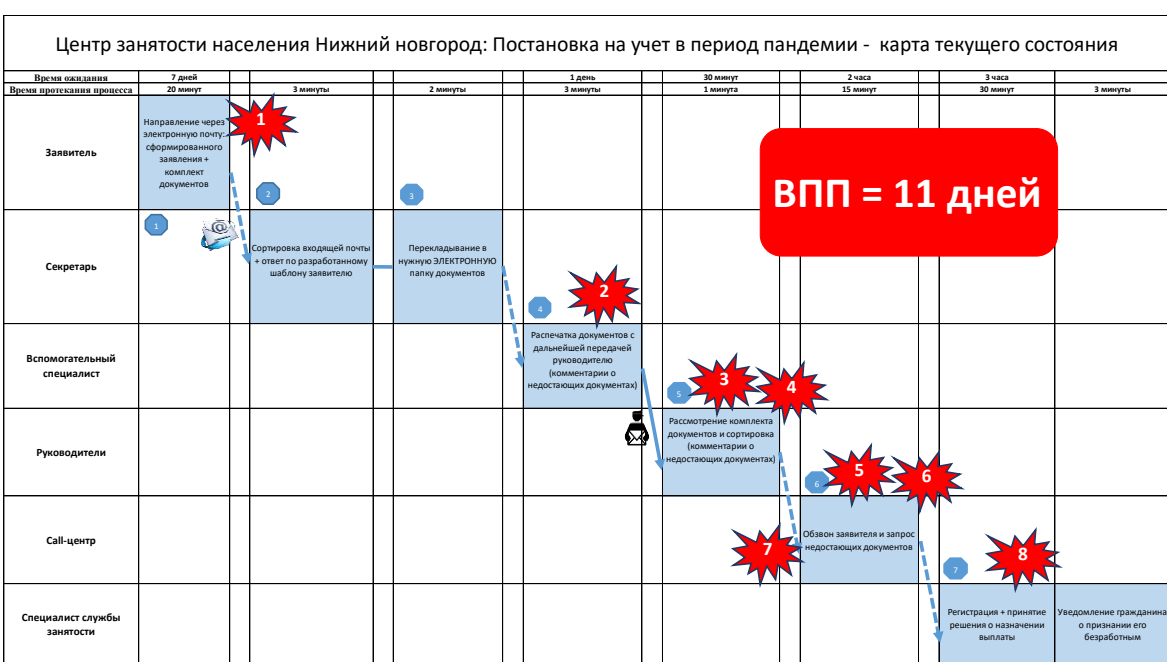 Центр занятости населения Нижний новгород: Постановка на учет в период пандемии - карта текущего состояния
Время ожидания 7 дней 1 день 30 минут 2 часа 3 часа
Время протекания процесса 20 минут 3 минуты 2 минуты 3 минуты 1 минута 15 минут 30 минут 3 минуты
Заявитель
Направление через
электронную почту:
сформированного
заявления +
комплект
документов
1
2
3
ВПП = 11 дней
Секретарь
1
Сортировка входящей почты
+ ответ по разработанному
шаблону заявителю
Перекладывание в
нужную ЭЛЕКТРОННУЮ
папку документов
4
2
Вспомогательный
специалист
Распечатка документов с
дальнейшей передачей
руководителю
(комментарии о
недостающих документах)
5
3
4
Руководители
Рассмотрение комплекта
документов и сортировка
(комментарии о
недостающих документах)
6
5
6
Call-центр
7
Обзвон заявителя и запрос
недостающих документов
7
8
Специалист службы
занятости
Регистрация + принятие
решения о назначении
выплаты
Уведомление гражданина
о признании его
безработным